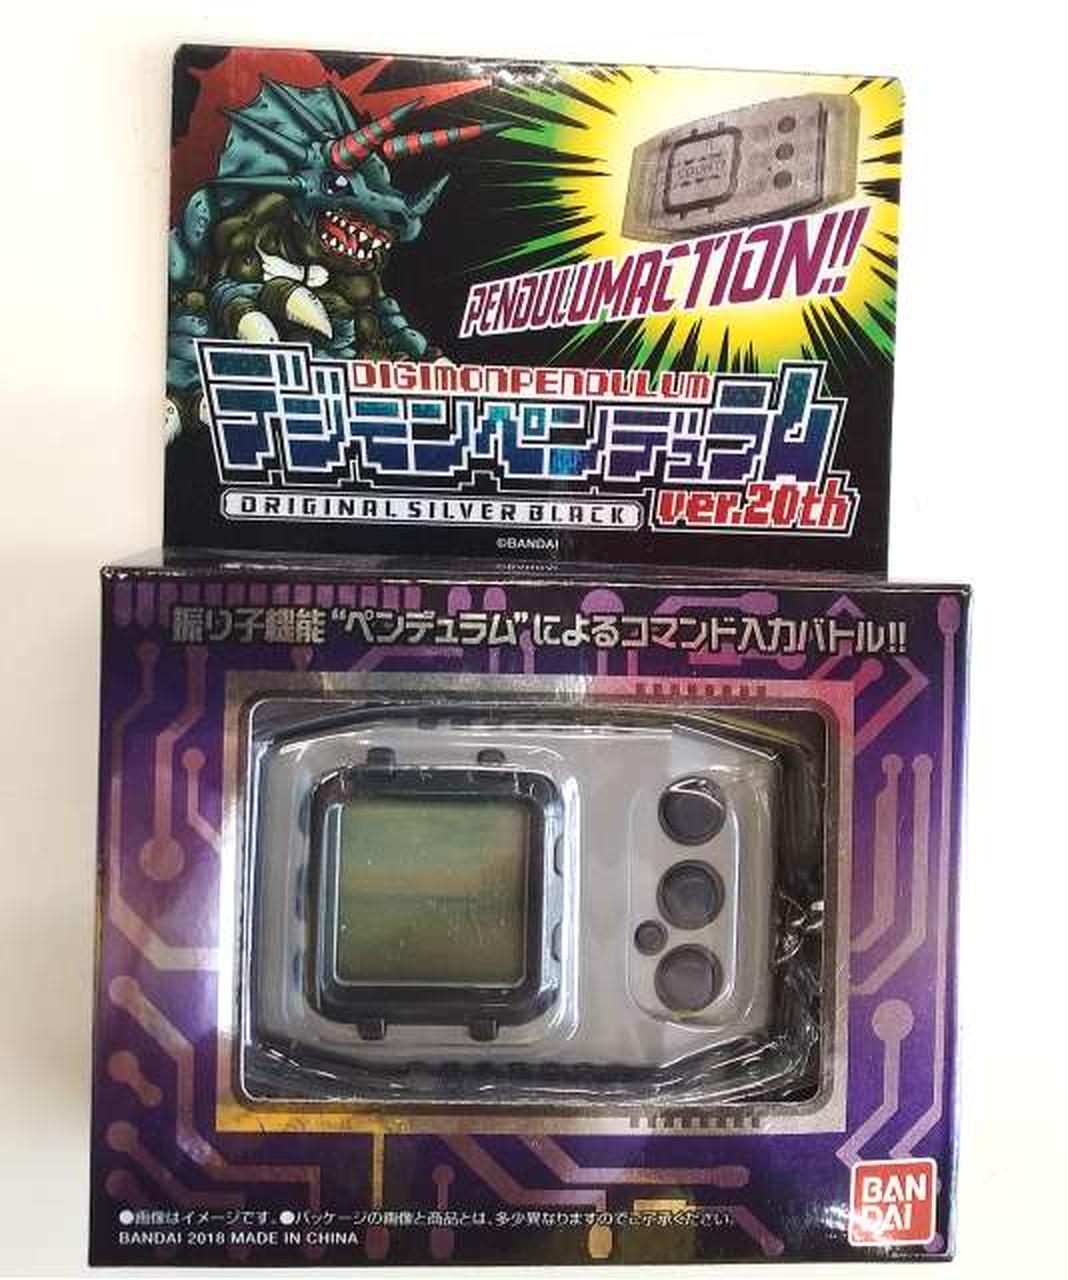 PENDULUMACTION!!
DIGIMONPENDULUM
デジモンペンデュラム
ORIGINAL SILVER BLACK
ver.20th
©BANDAI
振り子機能“ペンデュラム”によるコマンド入力バトル!!
●画像はイメージです。●パッケージの画像と商品とは、多少異なりますのでご了承ください。
BANDAI 2018 MADE IN CHINA
BAN
DAI